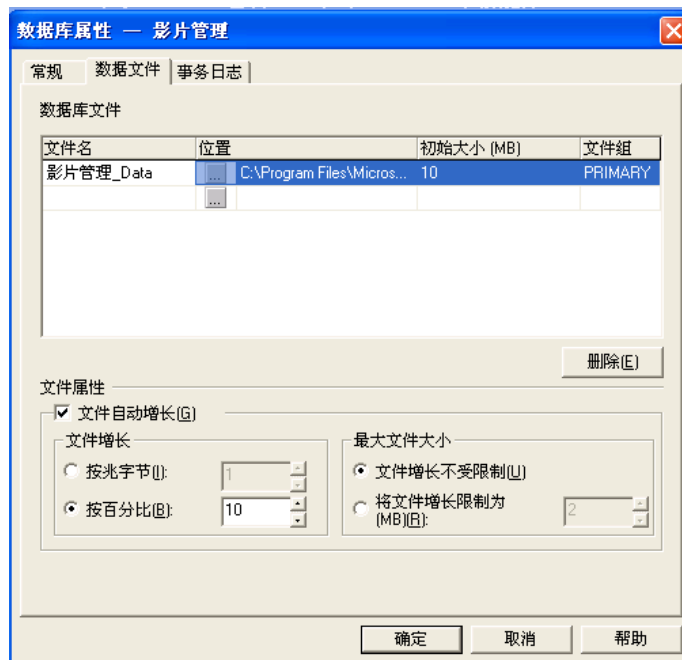 数据库属性 — 影片管理
常规 数据文件 事务日志
数据库文件
文件名 位置 初始大小 (MB) 文件组
影片管理_Data ... C:\Program Files\Micros... 10 PRIMARY
...
删除(E)
文件属性
文件自动增长(G)
文件增长 最大文件大小
按兆字节(I): 1 文件增长不受限制(U)
按百分比(B): 10 将文件增长限制为
(MB)(R): 2
确定 取消 帮助